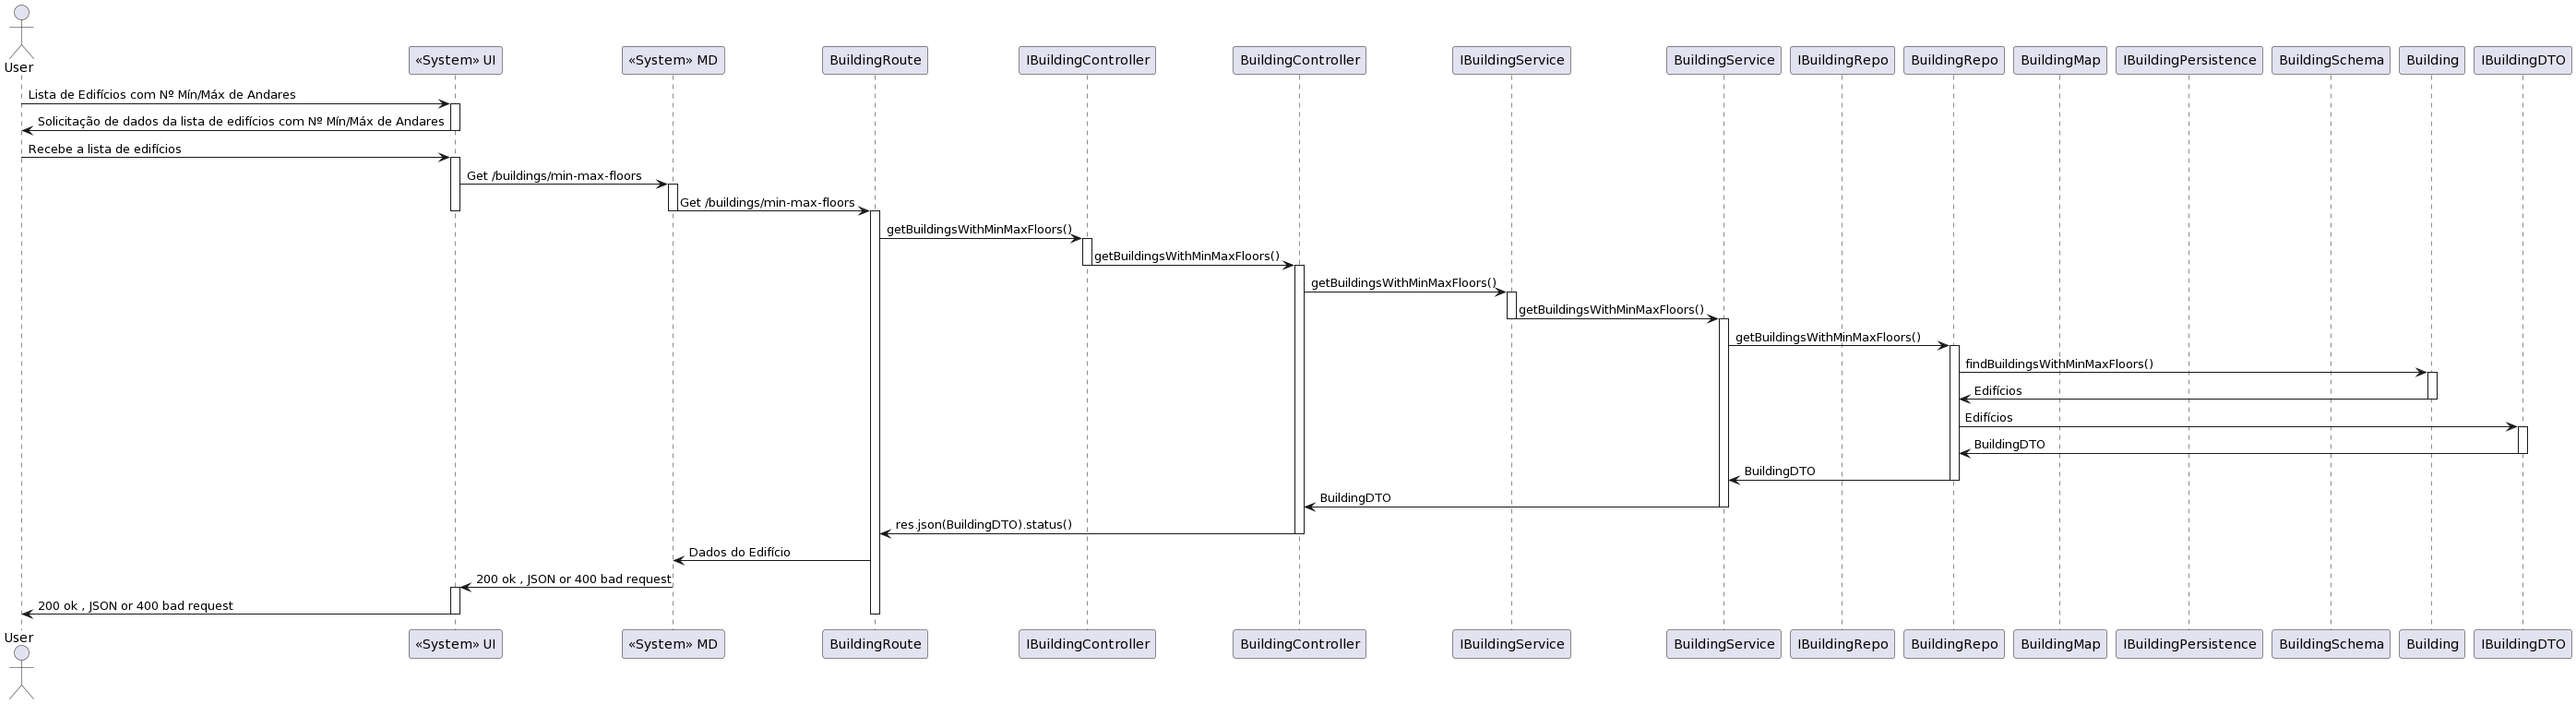 User
«System» UI
«System» MD
BuildingRoute
IBuildingController
BuildingController
IBuildingService
BuildingService
IBuildingRepo
BuildingRepo
BuildingMap
IBuildingPersistence
BuildingSchema
Building
IBuildingDTO
Lista de Edifícios com Nº Mín/Máx de Andares
Solicitação de dados da lista de edifícios com Nº Mín/Máx de Andares
Recebe a lista de edifícios
Get /buildings/min-max-floors
Get /buildings/min-max-floors
getBuildingsWithMinMaxFloors()
getBuildingsWithMinMaxFloors()
getBuildingsWithMinMaxFloors()
getBuildingsWithMinMaxFloors()
getBuildingsWithMinMaxFloors()
findBuildingsWithMinMaxFloors()
Edifícios
Edifícios
BuildingDTO
BuildingDTO
BuildingDTO
res.json(BuildingDTO).status()
Dados do Edifício
200 ok , JSON or 400 bad request
200 ok , JSON or 400 bad request
User
«System» UI
«System» MD
BuildingRoute
IBuildingController
BuildingController
IBuildingService
BuildingService
IBuildingRepo
BuildingRepo
BuildingMap
IBuildingPersistence
BuildingSchema
Building
IBuildingDTO